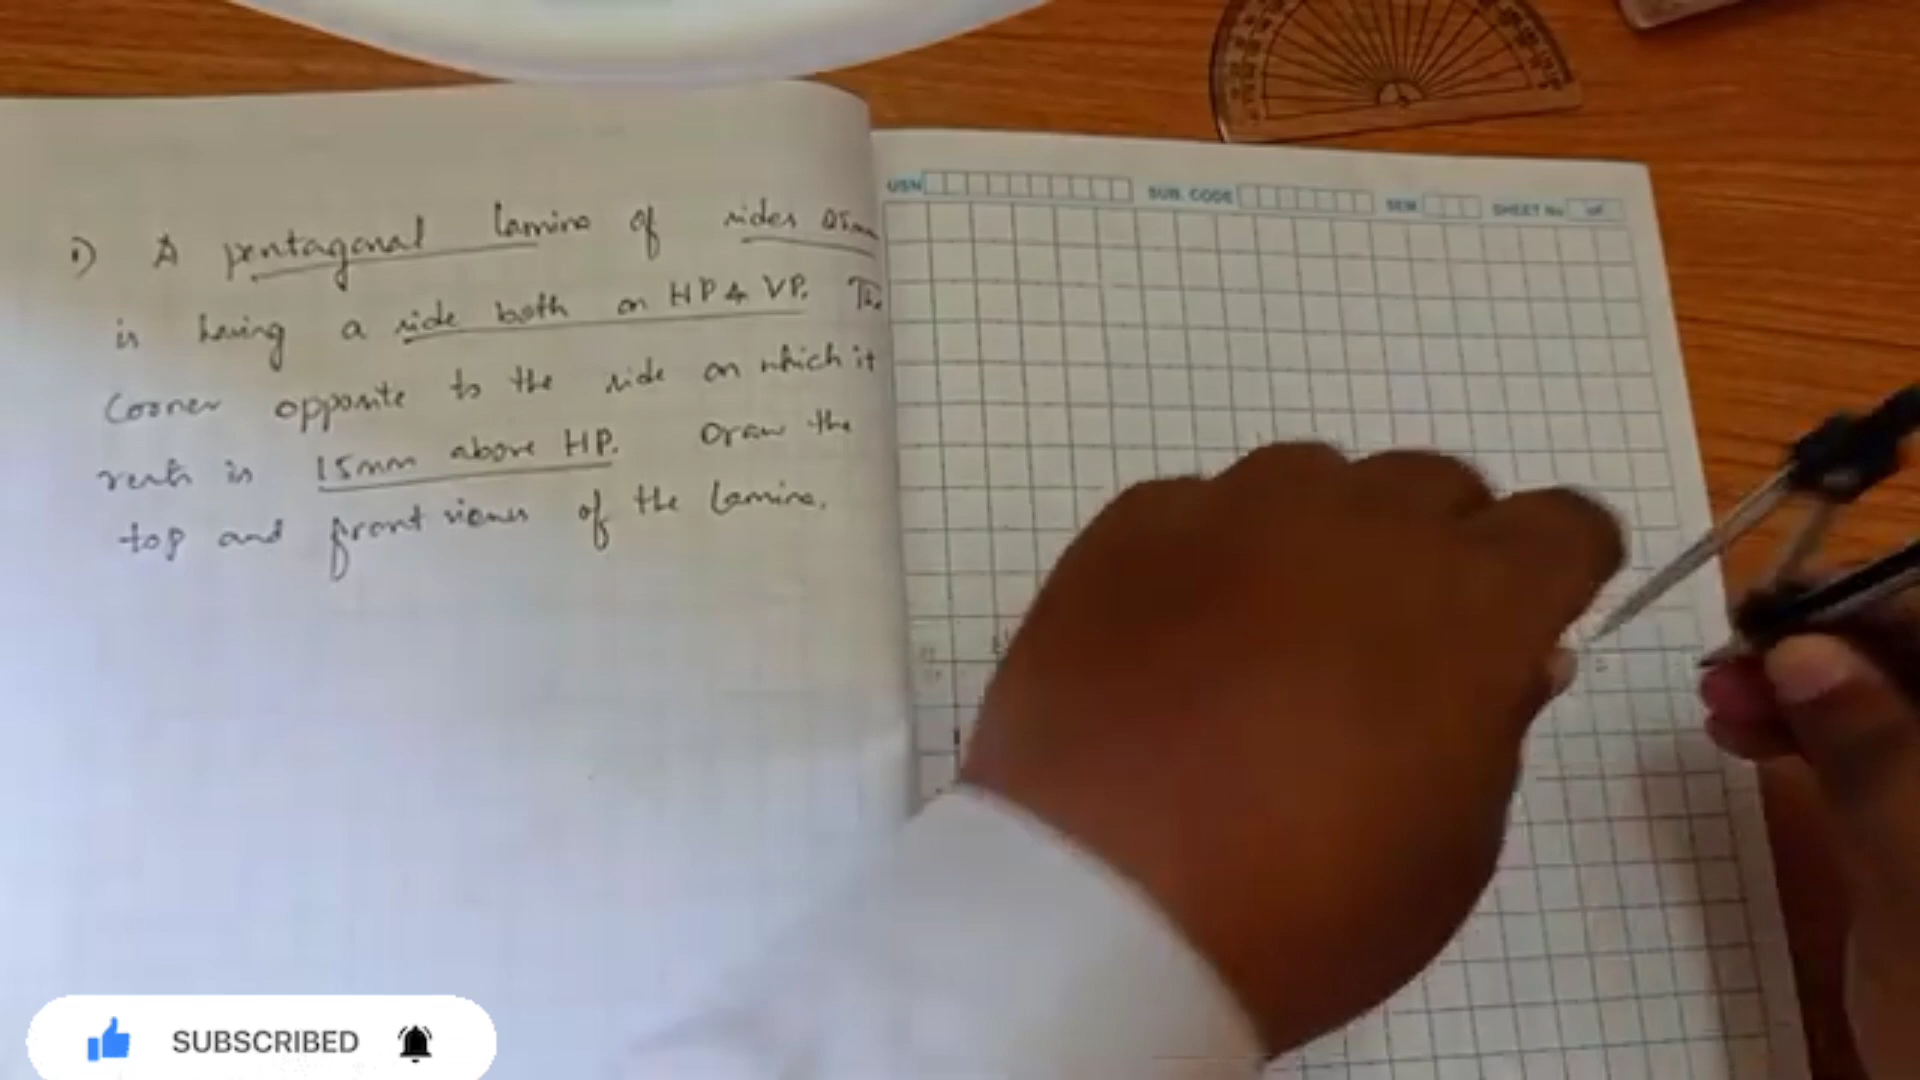 1) A pentagonal lamina of sides 25mm
is having a side both on HP & VP. The
Corner opposite to the side on which it
rests is 15mm above HP. Draw the
top and front views of the lamina.
USN SUB. CODE SEM SHEET No OF
SUBSCRIBED